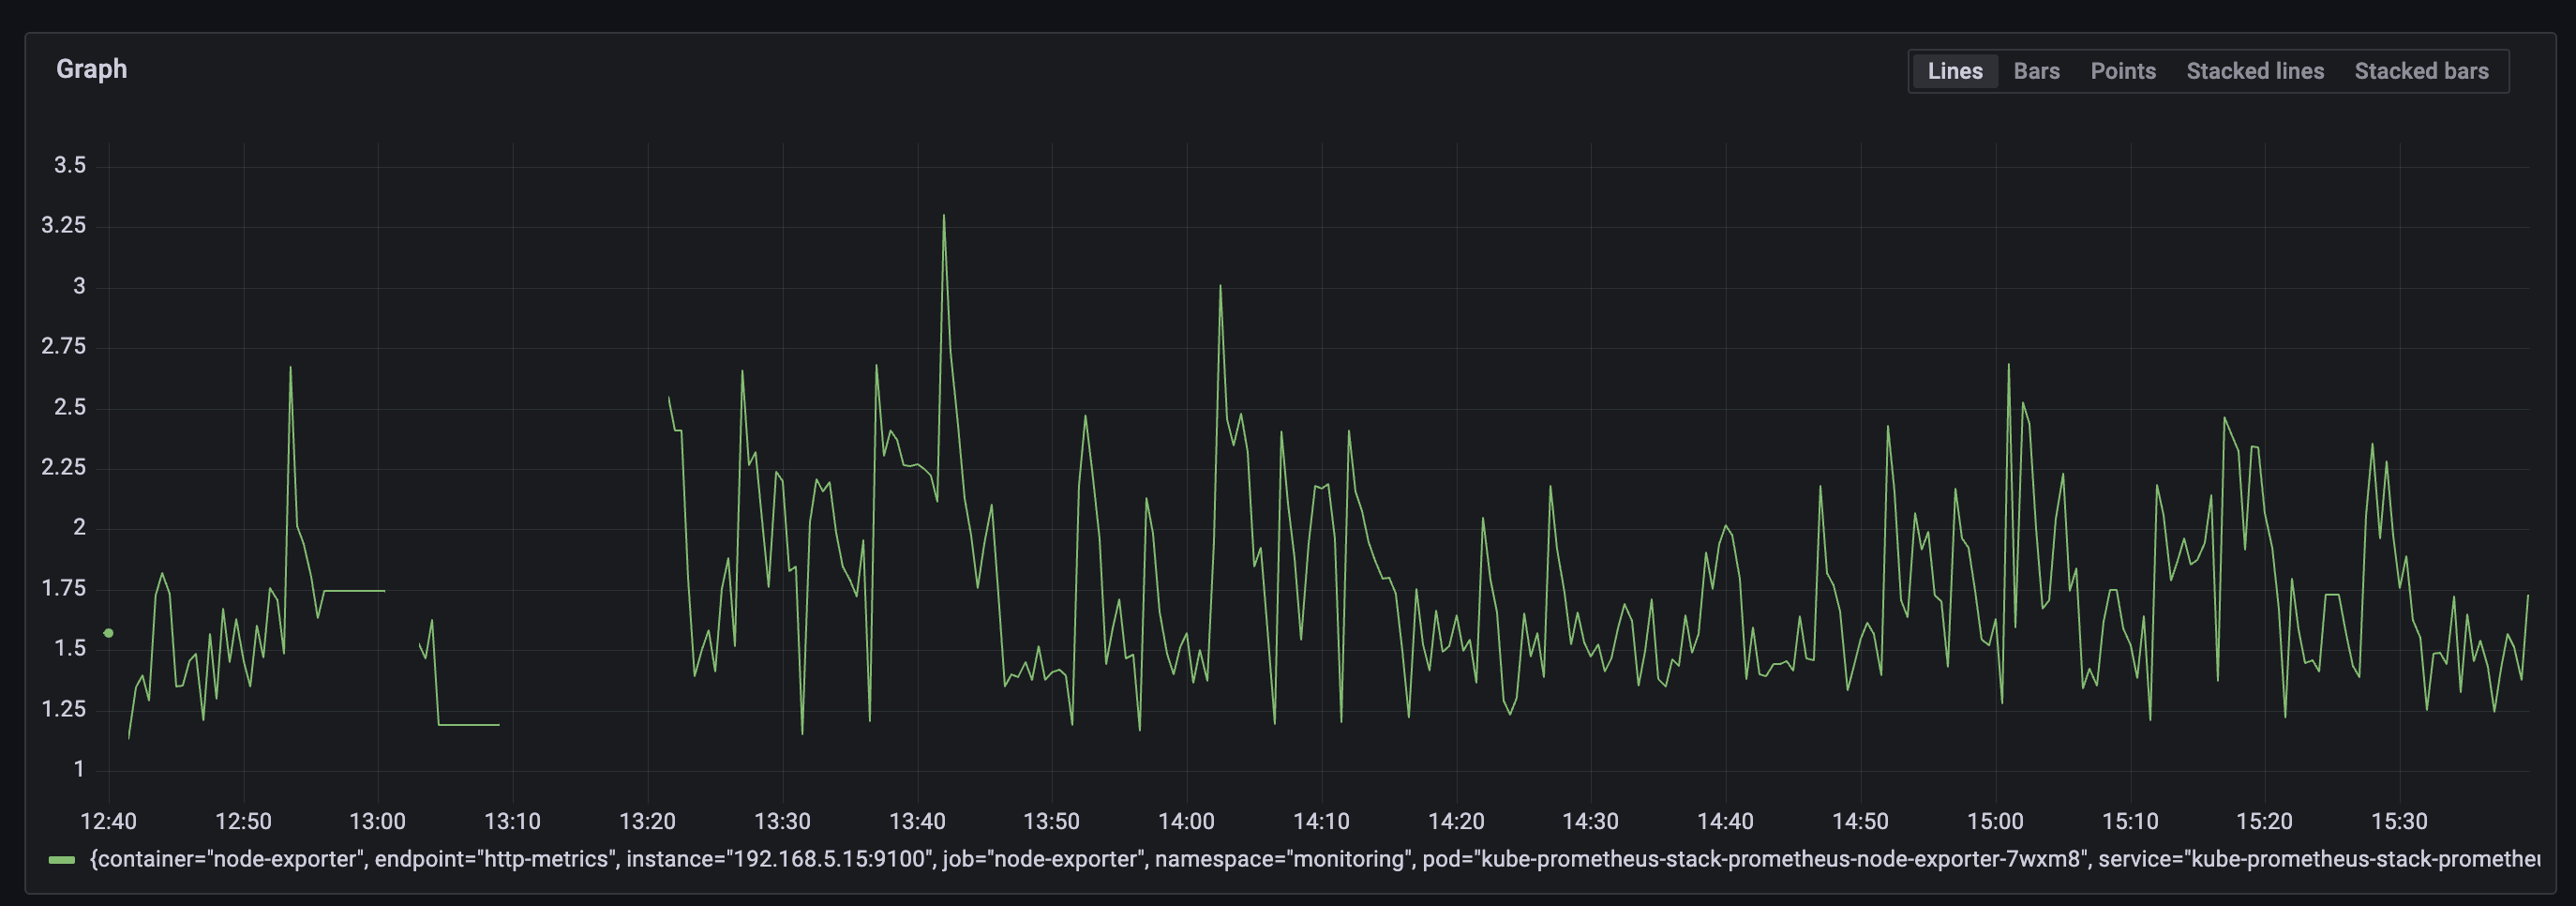 Graph
Lines Bars Points Stacked lines Stacked bars
3.5
3.25
3
2.75
2.5
2.25
2
1.75
1.5
1.25
1
12:40 12:50 13:00 13:10 13:20 13:30 13:40 13:50 14:00 14:10 14:20 14:30 14:40 14:50 15:00 15:10 15:20 15:30
{container="node-exporter", endpoint="http-metrics", instance="192.168.5.15:9100", job="node-exporter", namespace="monitoring", pod="kube-prometheus-stack-prometheus-node-exporter-7wxm8", service="kube-prometheus-stack-prometheu